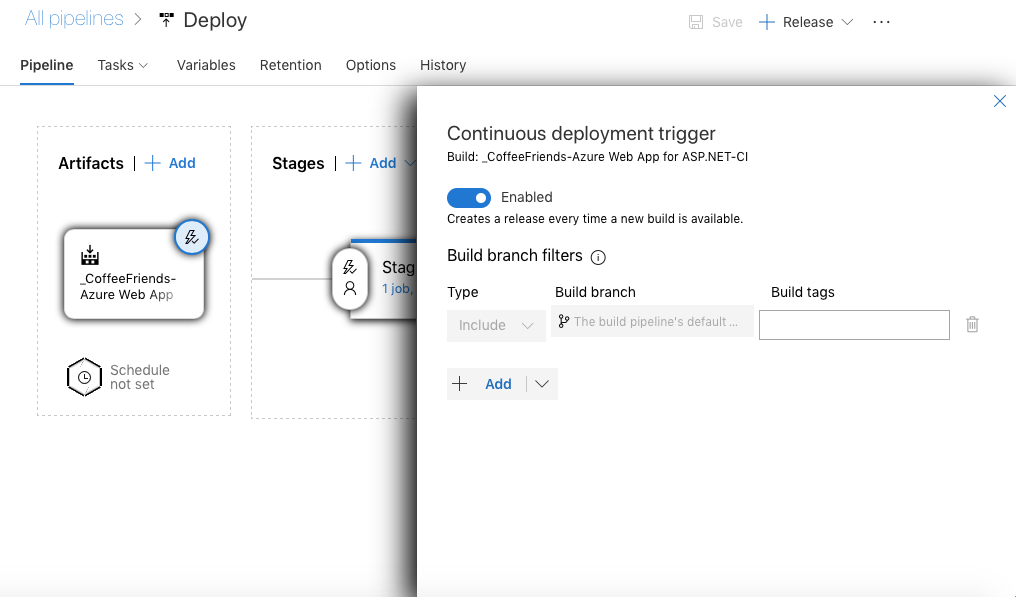 All pipelines > Deploy
Save
Release
Pipeline
Tasks
Variables
Retention
Options
History
Artifacts | + Add
Stages | + Add
_CoffeeFriends-
Azure Web App
Schedule
not set
Stag
1 job,
Continuous deployment trigger
Build: _CoffeeFriends-Azure Web App for ASP.NET-CI
Enabled
Creates a release every time a new build is available.
Build branch filters
Type
Build branch
Build tags
Include
The build pipeline's default ...
+ Add